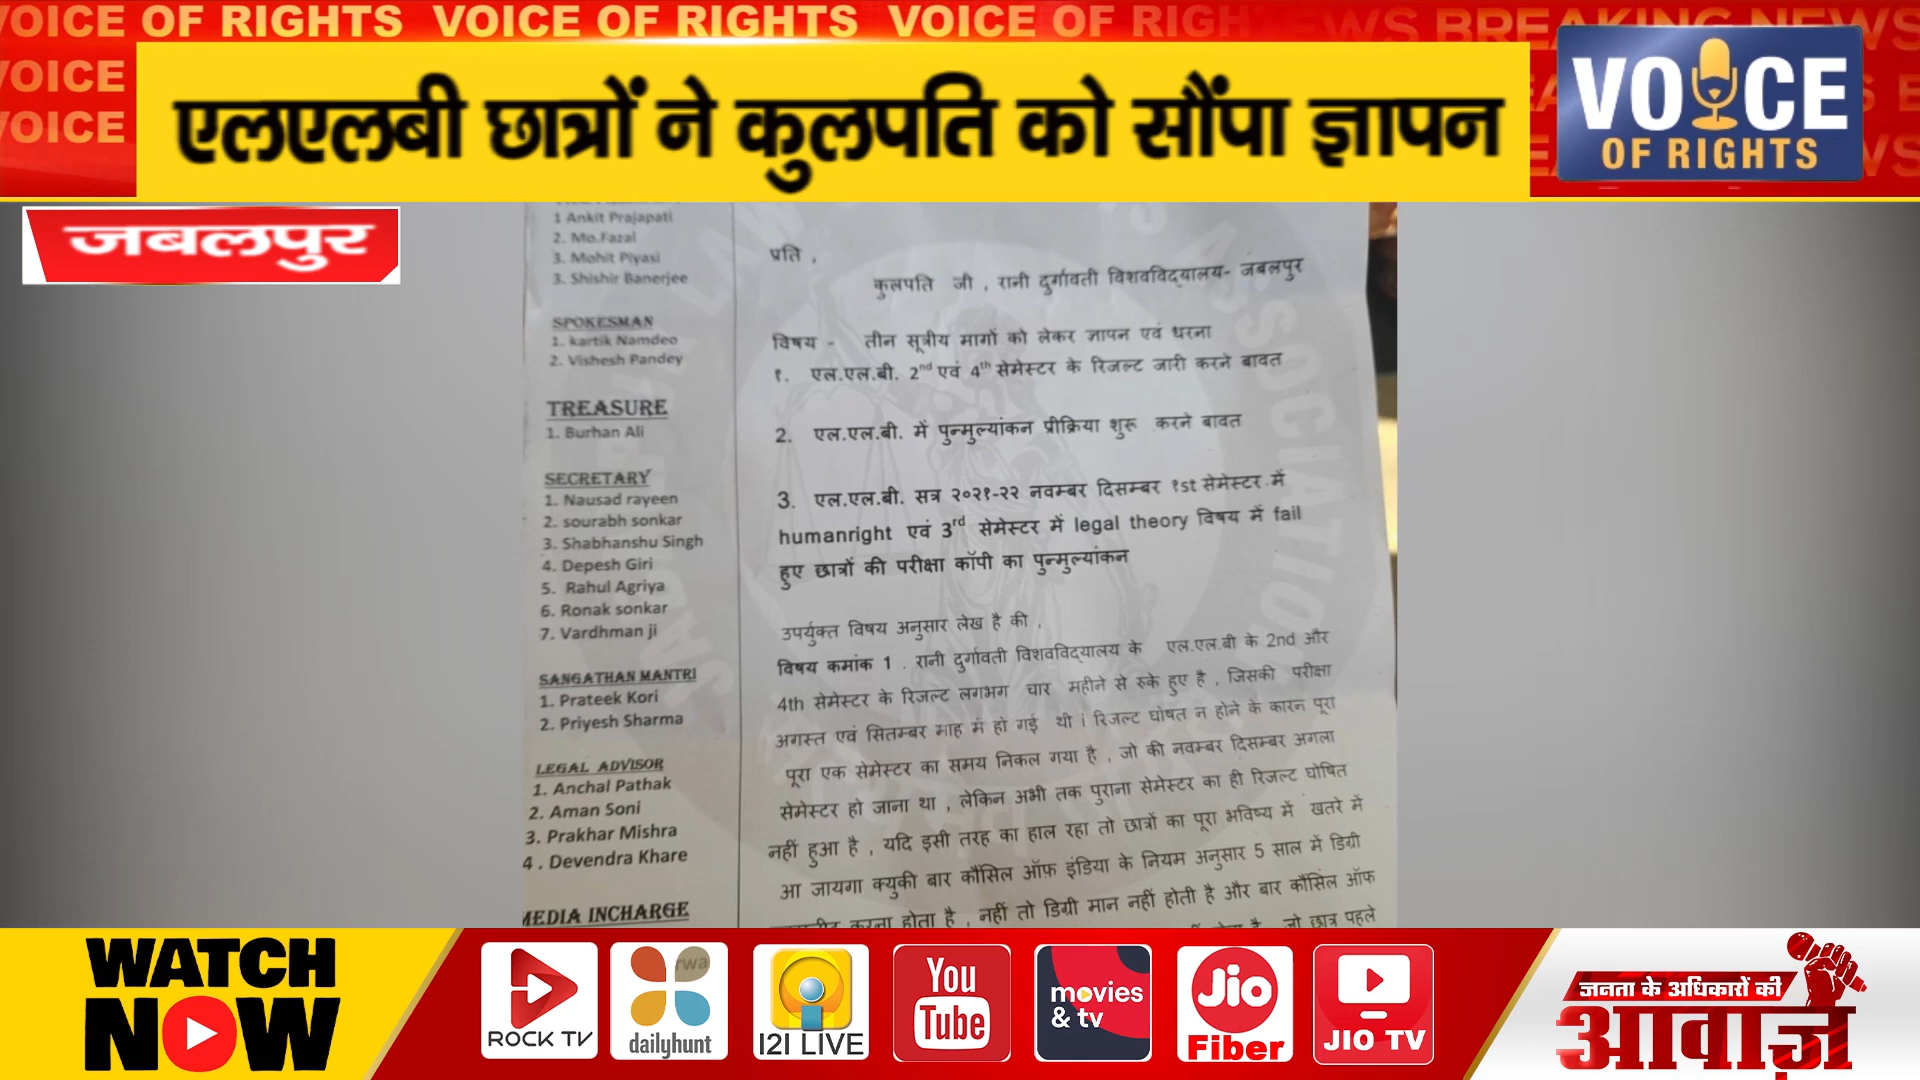 VOICE OF RIGHTS VOICE OF RIGHTS VOICE OF RIGH
NEWS BREAKING NEWS
VOICE
VOICE
एलएलबी छात्रों ने कुलपति को सौंपा ज्ञापन
VOICE
OF RIGHTS
जबलपुर
1 Ankit Prajapati
2. Mo.Fazal
3. Mohit Piyasi
3. Shishir Banerjee
SPOKESMAN
1. kartik Namdeo
2. Vishesh Pandey
TREASURE
1. Burhan Ali
SECRETARY
1. Nausad rayeen
2. sourabh sonkar
3. Shabhanshu Singh
4. Depesh Giri
5. Rahul Agriya
6. Ronak sonkar
7. Vardhman ji
SANGATHAN MANTRI
1. Prateek Kori
2. Priyesh Sharma
LEGAL ADVISOR
1. Anchal Pathak
2. Aman Soni
3. Prakhar Mishra
4 . Devendra Khare
MEDIA INCHARGE
प्रति ,
कुलपति जी , रानी दुर्गावती विशवविद्यालय- जबलपुर
विषय - तीन सूत्रीय मागों को लेकर ज्ञापन एवं धरना
१. एल.एल.बी. 2nd एवं 4th सेमेस्टर के रिजल्ट जारी करने बावत
2. एल.एल.बी. में पुन्मुल्यांकन प्रीक्रिया शुरू करने बावत
3. एल.एल.बी. सत्र २०२१-२२ नवम्बर दिसम्बर १st सेमेस्टर में
humanright एवं 3rd सेमेस्टर में legal theory विषय में fail
हुए छात्रों की परीक्षा कॉपी का पुन्मुल्यांकन
उपर्युक्त विषय अनुसार लेख है की ,
विषय कमांक 1 . रानी दुर्गावती विशवविद्यालय के एल.एल.बी के 2nd और
4th सेमेस्टर के रिजल्ट लगभग चार महीने से रुके हुए है , जिसकी परीक्षा
अगस्त एवं सितम्बर माह में हो गई थी । रिजल्ट घोषत न होने के कारन पूरा
पूरा एक सेमेस्टर का समय निकल गया है , जो की नवम्बर दिसम्बर अगला
सेमेस्टर हो जाना था , लेकिन अभी तक पुराना सेमेस्टर का ही रिजल्ट घोषित
नहीं हुआ है , यदि इसी तरह का हाल रहा तो छात्रों का पूरा भविष्य में खतरे में
आ जायगा क्युकी बार कौंसिल ऑफ इंडिया के नियम अनुसार 5 साल में डिग्री
करना होता है , नहीं तो डिग्री मान नहीं होती है और बार कौंसिल ऑफ
जो छात्र पहले
WATCH
NOW
ROCK TV
dailyhunt
I2I LIVE
You
Tube
movies
& tv
Jio
Fiber
JIO TV
जनता के अधिकारों की
आवाज़